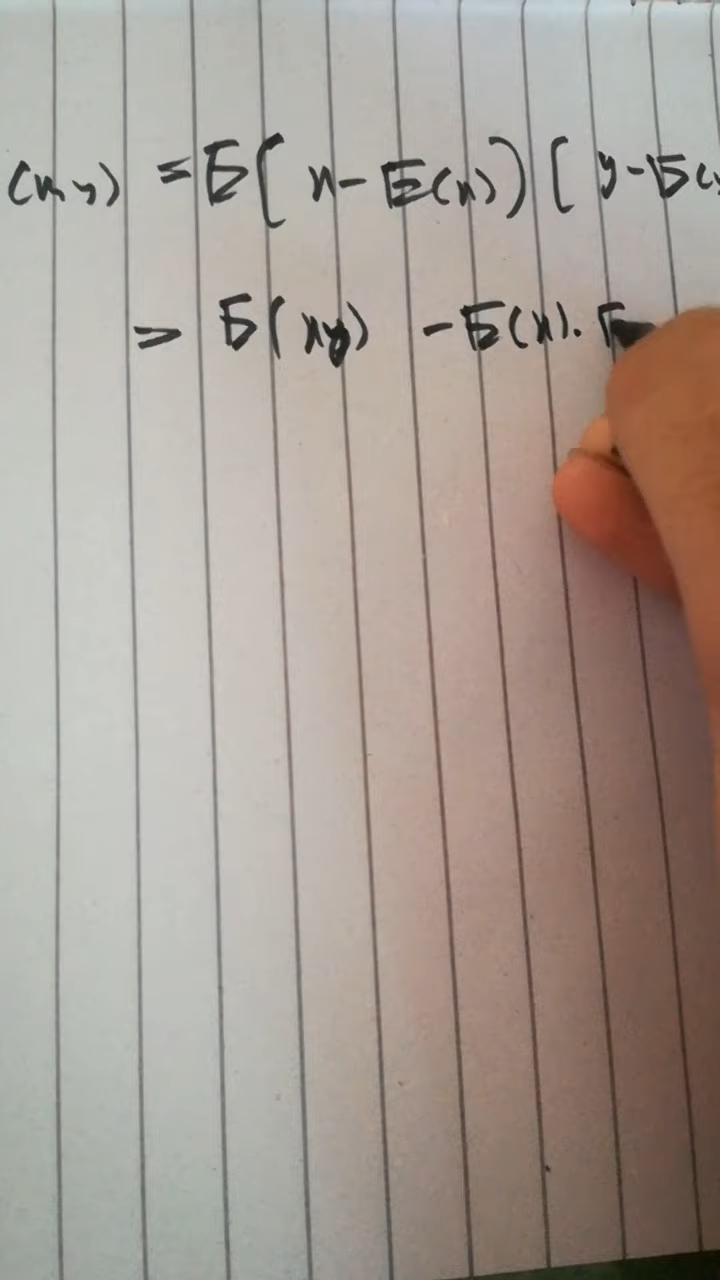 (x,y) = E[x-E(x))[y-E(y
= E(xy) -E(x).E